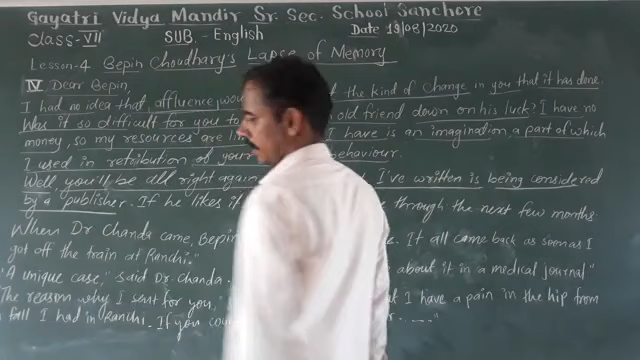 Gayatri Vidya Mandir Sr. Sec. School Sanchore
Class-VII SUB.-English Date 19/08/2020
Lesson-4 Bepin Choudhary's Lapse of Memory
IV Dear Bepin,
I had no idea that, affluence, wou the kind of change in you that it has done.
Was it so difficult for you to old friend down on his luck? I have no
money, so my resources are li I have is an imagination, a part of which
I used in retribution of your ehaviour.
Well, you'll be all right again I've written is being considered
by a publisher. If he likes i through the next few months.
When Dr Chanda came, Bepin e. It all came back as soon as I
got off the train at Ranchi."
"A unique case," said Dr. Chanda. about it in a medical journal"
The reason why I sent for you," I have a pain in the hip from
a fall I had in Ranchi. If you cou